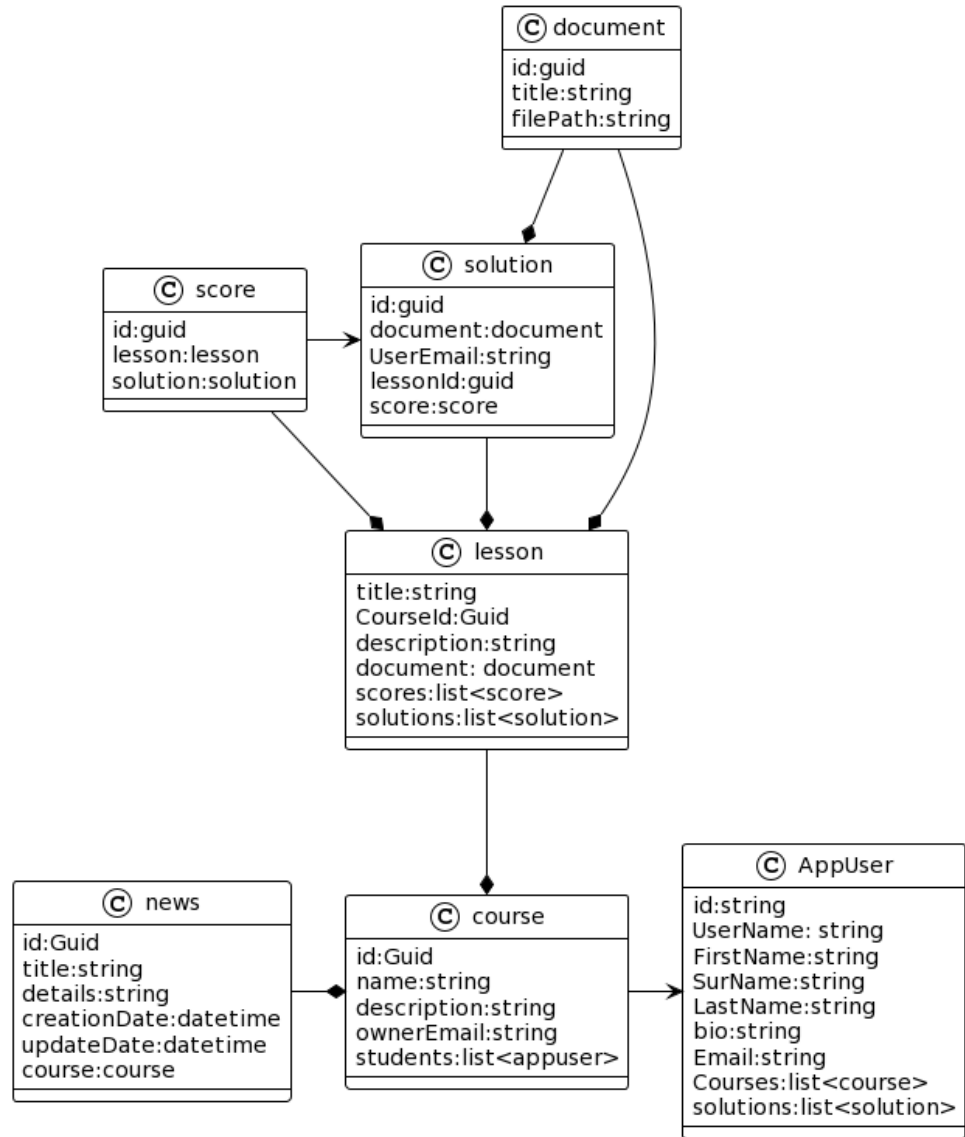 C document
id:guid
title:string
filePath:string
C solution
id:guid
document:document
UserEmail:string
lessonId:guid
score:score
C score
id:guid
lesson:lesson
solution:solution
C lesson
title:string
CourseId:Guid
description:string
document: document
scores:list<score>
solutions:list<solution>
C news
id:Guid
title:string
details:string
creationDate:datetime
updateDate:datetime
course:course
C course
id:Guid
name:string
description:string
ownerEmail:string
students:list<appuser>
C AppUser
id:string
UserName: string
FirstName:string
SurName:string
LastName:string
bio:string
Email:string
Courses:list<course>
solutions:list<solution>